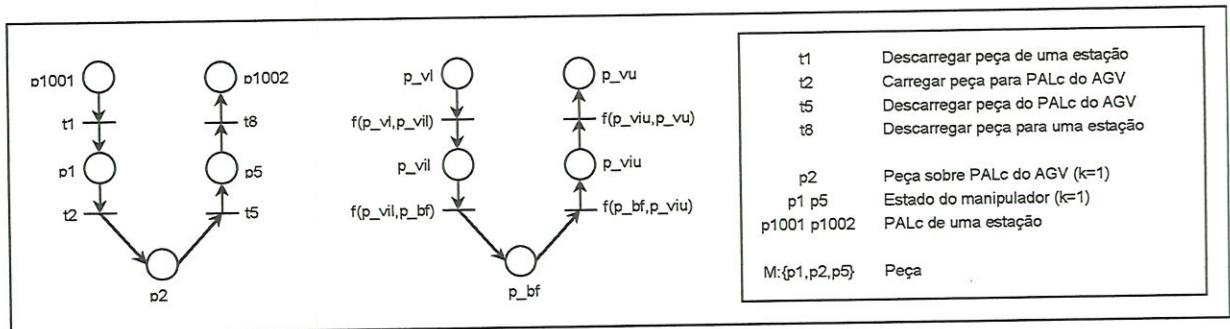 p1001
p1002
t1
t8
p1
p5
t2
t5
p2
p_vl
p_vu
f(p_vl,p_vil)
f(p_viu,p_vu)
p_vil
p_viu
f(p_vil,p_bf)
f(p_bf,p_viu)
p_bf
t1 Descarregar peça de uma estação
t2 Carregar peça para PALc do AGV
t5 Descarregar peça do PALc do AGV
t8 Descarregar peça para uma estação
p2 Peça sobre PALc do AGV (k=1)
p1 p5 Estado do manipulador (k=1)
p1001 p1002 PALc de uma estação
M:{p1,p2,p5} Peça